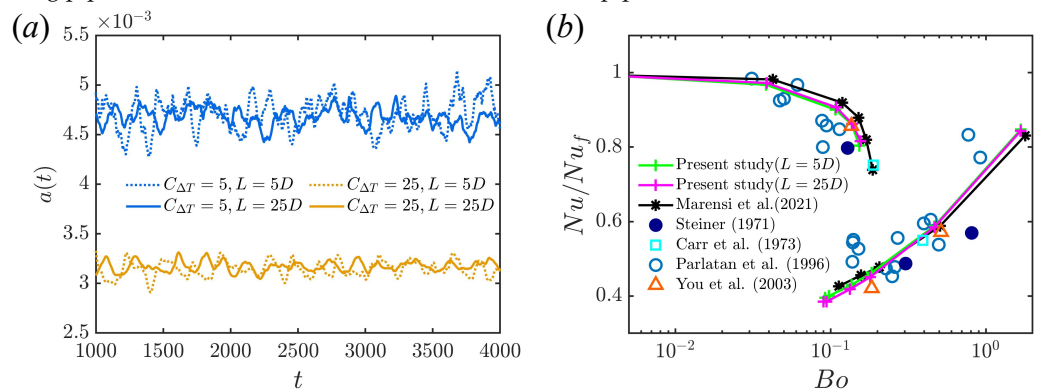 (a)
×10⁻³
5.5
5
4.5
4
3.5
3
2.5
a(t)
C_ΔT = 5, L = 5D
C_ΔT = 25, L = 5D
C_ΔT = 5, L = 25D
C_ΔT = 25, L = 25D
1000 1500 2000 2500 3000 3500 4000
t
(b)
1
0.8
0.6
0.4
Nu/Nu_f
Present study(L = 5D)
Present study(L = 25D)
Marensi et al.(2021)
Steiner (1971)
Carr et al. (1973)
Parlatan et al. (1996)
You et al. (2003)
10⁻² 10⁻¹ 10⁰
Bo